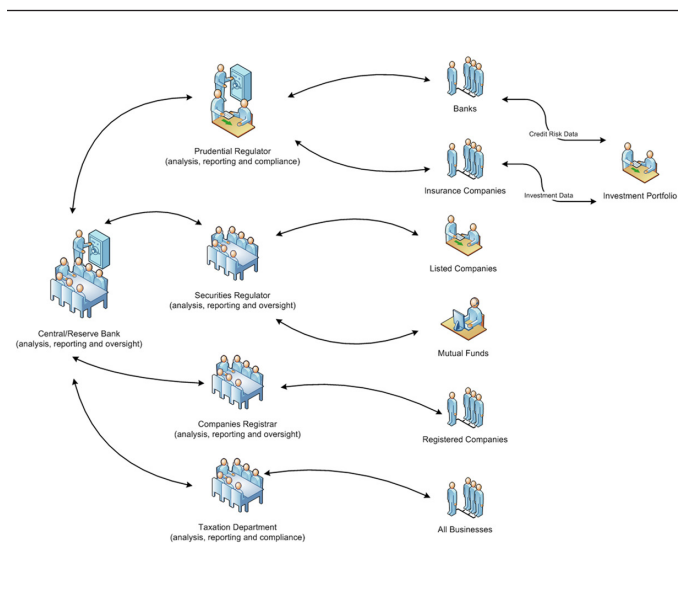 Prudential Regulator
(analysis, reporting and compliance)
Banks
Credit Risk Data
Insurance Companies
Investment Data
Investment Portfolio
Listed Companies
Securities Regulator
(analysis, reporting and oversight)
Central/Reserve Bank
(analysis, reporting and oversight)
Mutual Funds
Companies Registrar
(analysis, reporting and oversight)
Registered Companies
Taxation Department
(analysis, reporting and compliance)
All Businesses